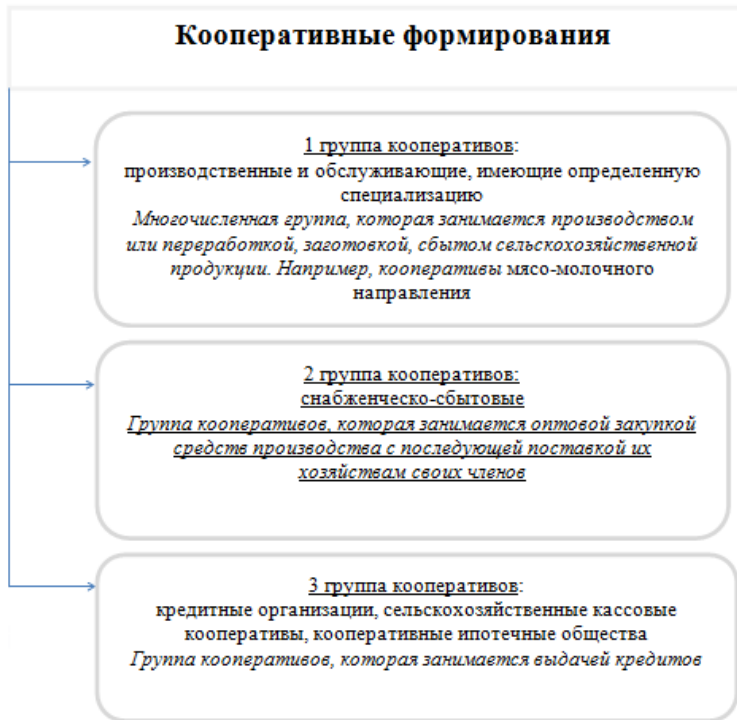 Кооперативные формирования
1 группа кооперативов:
производственные и обслуживающие, имеющие определенную
специализацию
Многочисленная группа, которая занимается производством
или переработкой, заготовкой, сбытом сельскохозяйственной
продукции. Например, кооперативы мясо-молочного
направления
2 группа кооперативов:
снабженческо-сбытовые
Группа кооперативов, которая занимается оптовой закупкой
средств производства с последующей поставкой их
хозяйствам своих членов
3 группа кооперативов:
кредитные организации, сельскохозяйственные кассовые
кооперативы, кооперативные ипотечные общества
Группа кооперативов, которая занимается выдачей кредитов